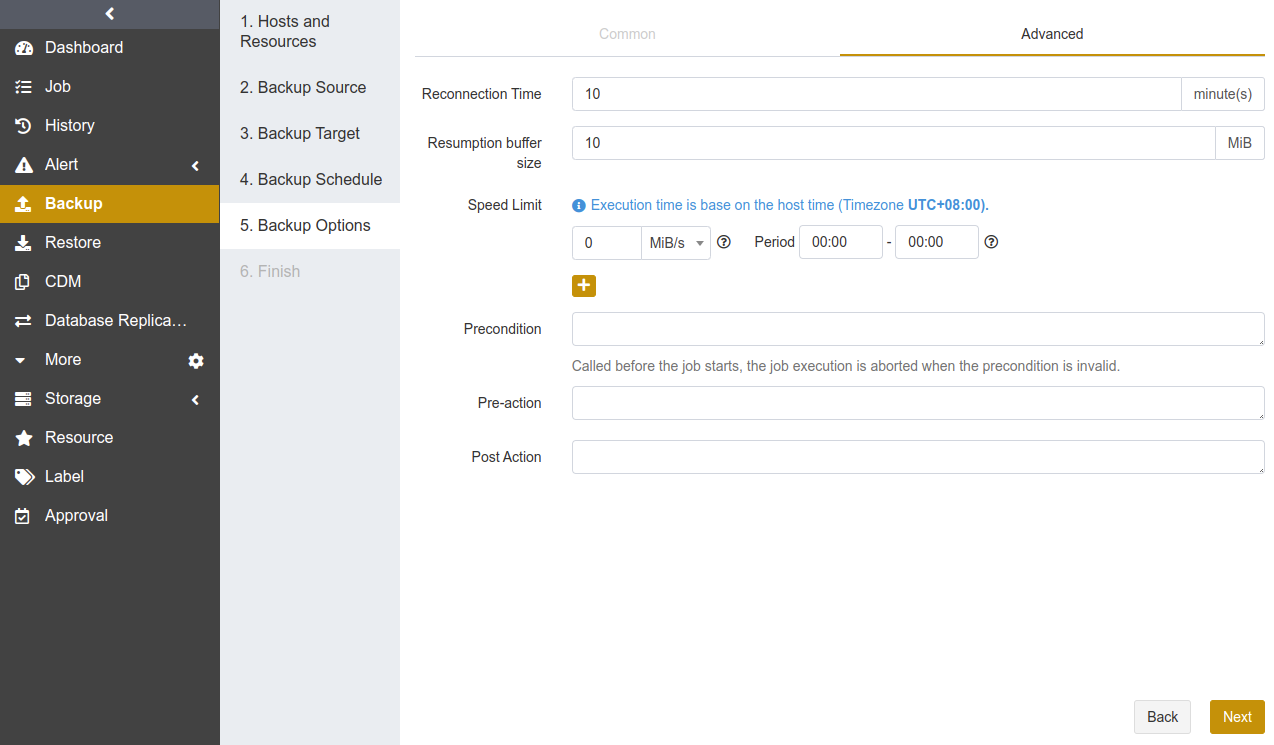 Dashboard
Job
History
Alert
Backup
Restore
CDM
Database Replica…
More
Storage
Resource
Label
Approval
1. Hosts and
Resources
2. Backup Source
3. Backup Target
4. Backup Schedule
5. Backup Options
6. Finish
Common
Advanced
Reconnection Time
10
minute(s)
Resumption buffer
size
10
MiB
Speed Limit
Execution time is base on the host time (Timezone UTC+08:00).
0
MiB/s
Period
00:00
-
00:00
Precondition
Called before the job starts, the job execution is aborted when the precondition is invalid.
Pre-action
Post Action
Back
Next